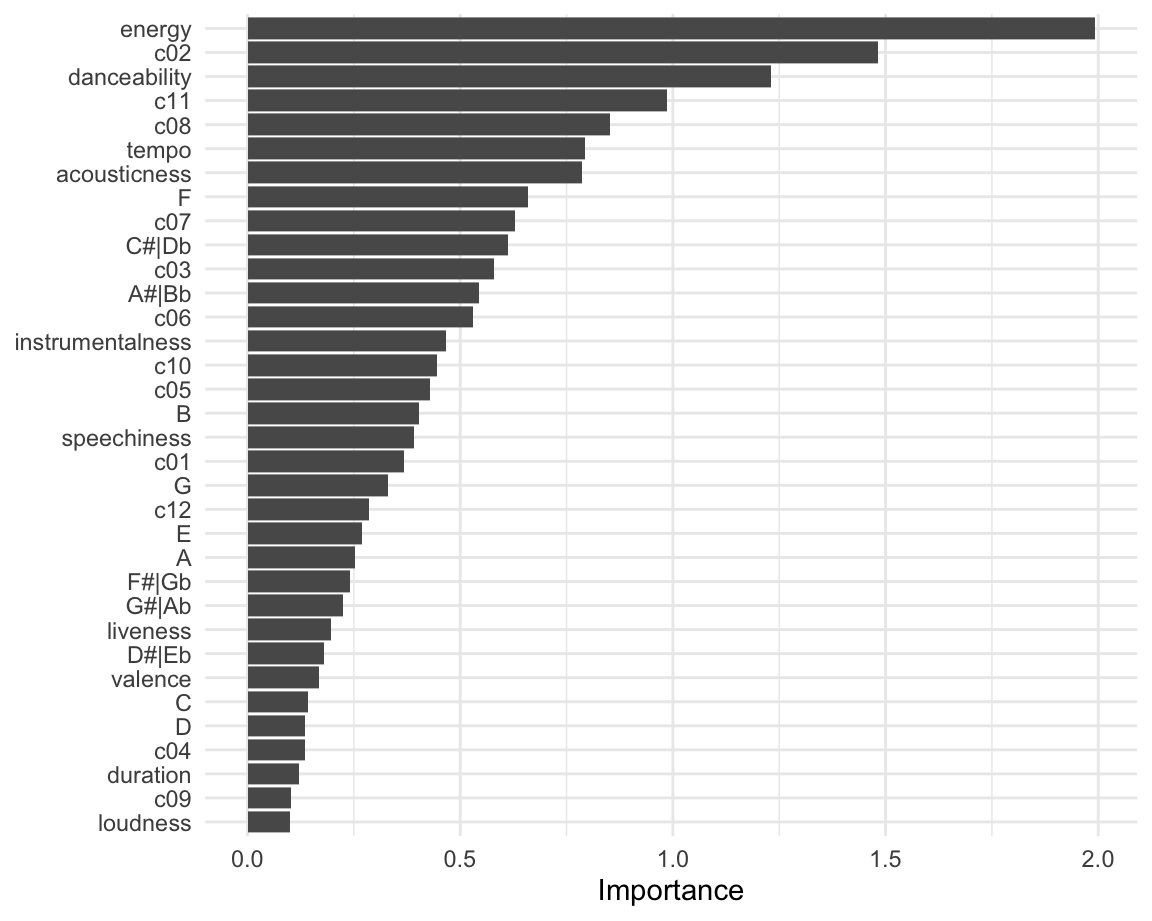 energy
c02
danceability
c11
c08
tempo
acousticness
F
c07
C#|Db
c03
A#|Bb
c06
instrumentalness
c10
c05
B
speechiness
c01
G
c12
E
A
F#|Gb
G#|Ab
liveness
D#|Eb
valence
C
D
c04
duration
c09
loudness
0.0 0.5 1.0 1.5 2.0
Importance